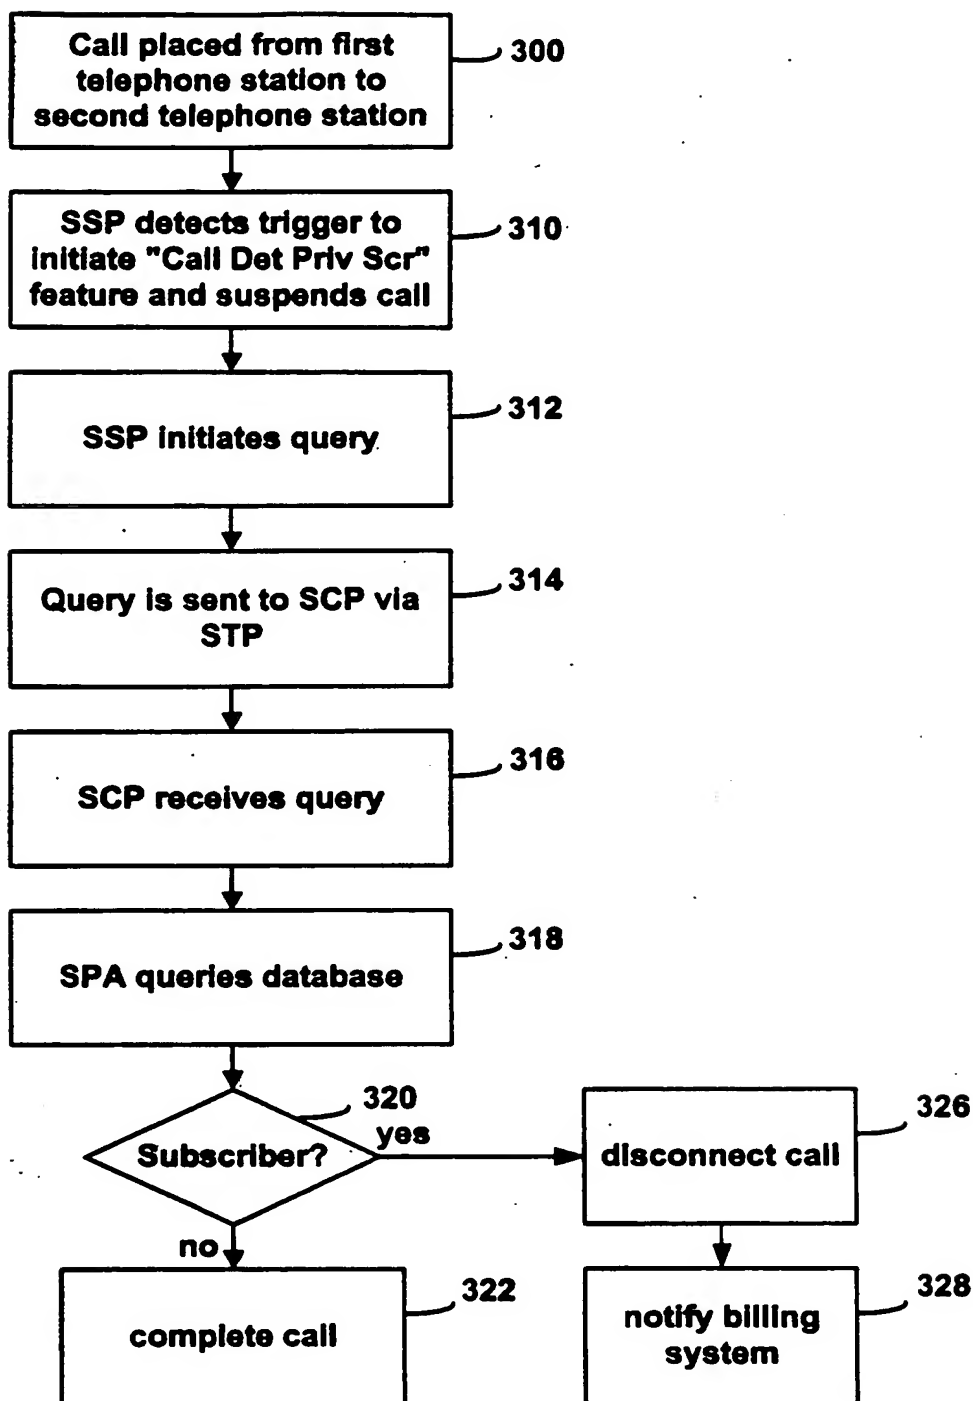 Call placed from first
telephone station to
second telephone station
300
SSP detects trigger to
initiate "Call Det Priv Scr"
feature and suspends call
310
SSP initiates query
312
Query is sent to SCP via
STP
314
SCP receives query
316
SPA queries database
318
Subscriber?
320
yes
no
disconnect call
326
complete call
322
notify billing
system
328